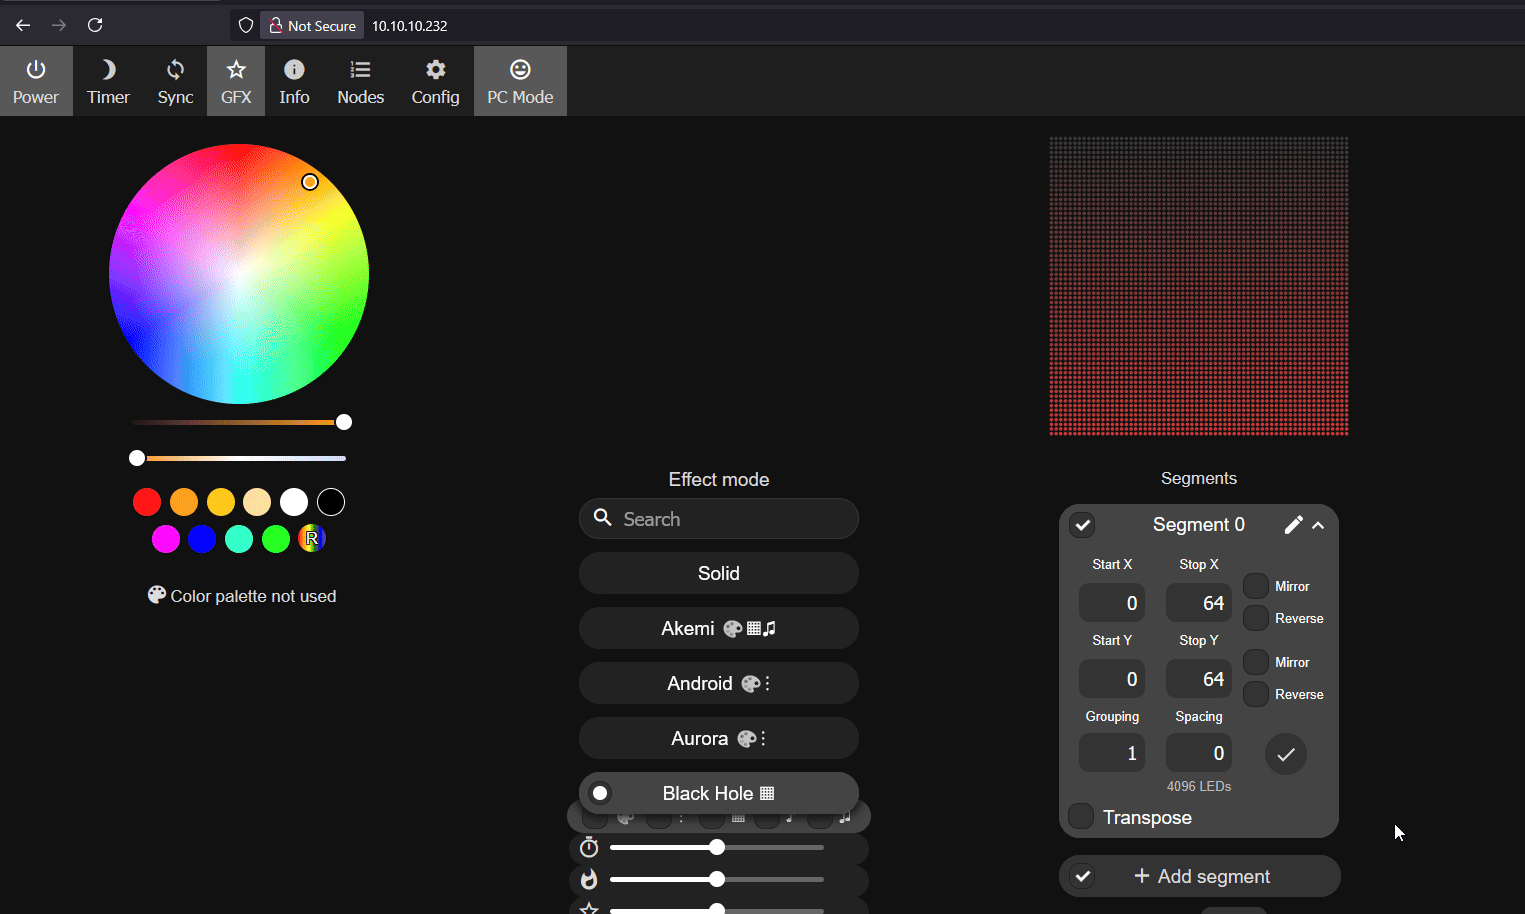 Not Secure 10.10.10.232
Power Timer Sync GFX Info Nodes Config PC Mode
R
Color palette not used
Effect mode
Search
Solid
Akemi
Android
Aurora
Black Hole
Segments
Segment 0
Start X Stop X
0 64
Mirror
Reverse
Start Y Stop Y
0 64
Mirror
Reverse
Grouping Spacing
1 0
4096 LEDs
Transpose
+ Add segment